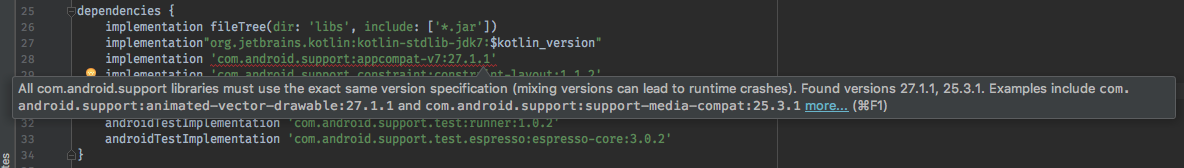 25 dependencies {
26 implementation fileTree(dir: 'libs', include: ['*.jar'])
27 implementation"org.jetbrains.kotlin:kotlin-stdlib-jdk7:$kotlin_version"
28 implementation 'com.android.support:appcompat-v7:27.1.1'
29 implementation 'com.android.support.constraint:constraint-layout:1.1.2'
All com.android.support libraries must use the exact same version specification (mixing versions can lead to runtime crashes). Found versions 27.1.1, 25.3.1. Examples include com.
android.support:animated-vector-drawable:27.1.1 and com.android.support:support-media-compat:25.3.1 more... (⌘F1)
32 androidTestImplementation 'com.android.support.test:runner:1.0.2'
33 androidTestImplementation 'com.android.support.test.espresso:espresso-core:3.0.2'
34 }
tes